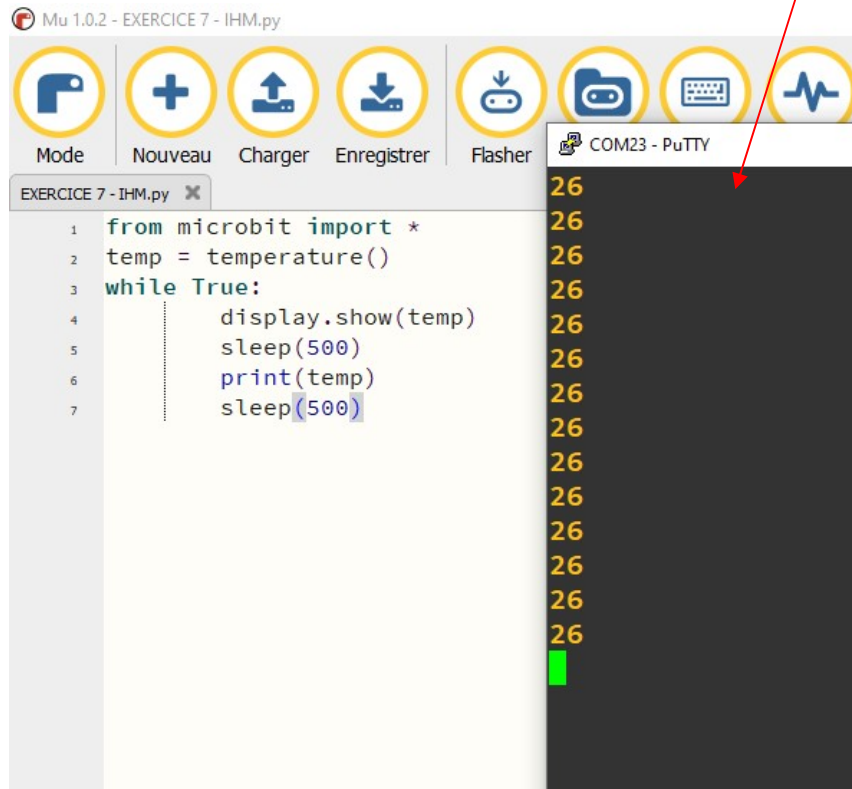 Mu 1.0.2 - EXERCICE 7 - IHM.py
Mode Nouveau Charger Enregistrer Flasher
EXERCICE 7 - IHM.py
1 from microbit import *
2 temp = temperature()
3 while True:
4 display.show(temp)
5 sleep(500)
6 print(temp)
7 sleep(500)
COM23 - PuTTY
26
26
26
26
26
26
26
26
26
26
26
26
26
26